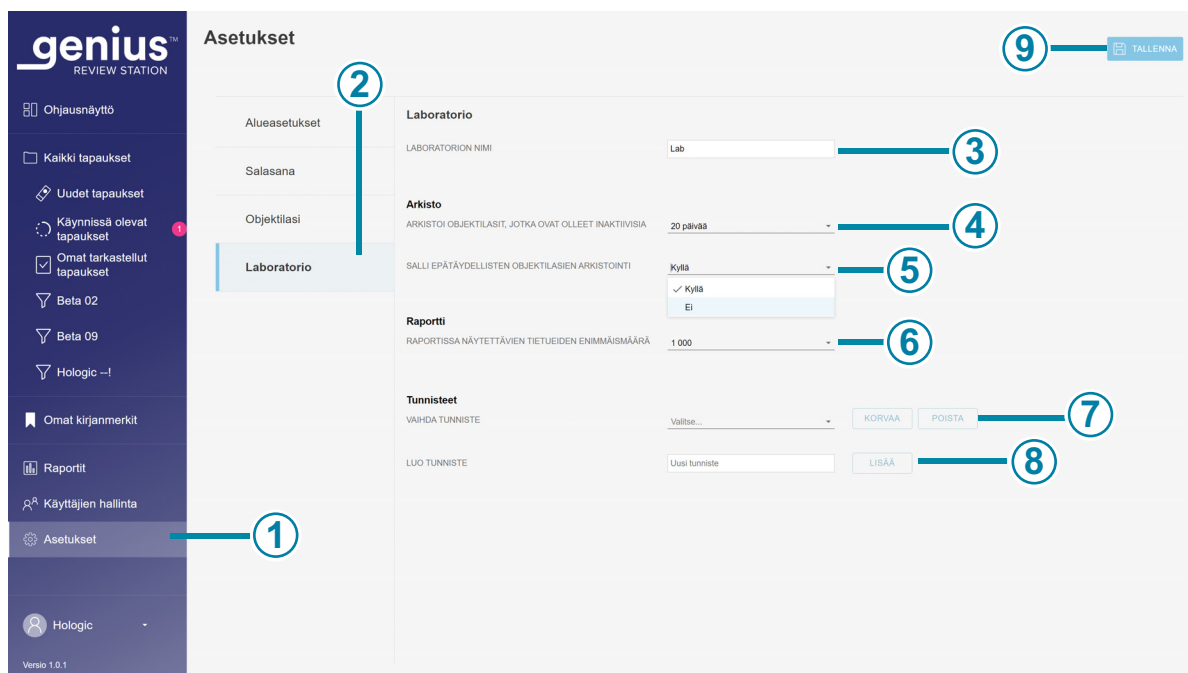 genius™
REVIEW STATION
Ohjausnäyttö
Kaikki tapaukset
Uudet tapaukset
Käynnissä olevat
tapaukset
1
Omat tarkastellut
tapaukset
Beta 02
Beta 09
Hologic --!
Omat kirjanmerkit
Raportit
Käyttäjien hallinta
Asetukset
1
Hologic
Versio 1.0.1
Asetukset
9
TALLENNA
2
Alueasetukset
Salasana
Objektilasi
Laboratorio
Laboratorio
LABORATORION NIMI
Lab
3
Arkisto
ARKISTOI OBJEKTILASIT, JOTKA OVAT OLLEET INAKTIIVISIA
20 päivää
4
SALLI EPÄTÄYDELLISTEN OBJEKTILASIEN ARKISTOINTI
Kyllä
5
Kyllä
Ei
Raportti
RAPORTISSA NÄYTETTÄVIEN TIETUEIDEN ENIMMÄISMÄÄRÄ
1 000
6
Tunnisteet
VAIHDA TUNNISTE
Valitse...
KORVAA
POISTA
7
LUO TUNNISTE
Uusi tunniste
LISÄÄ
8